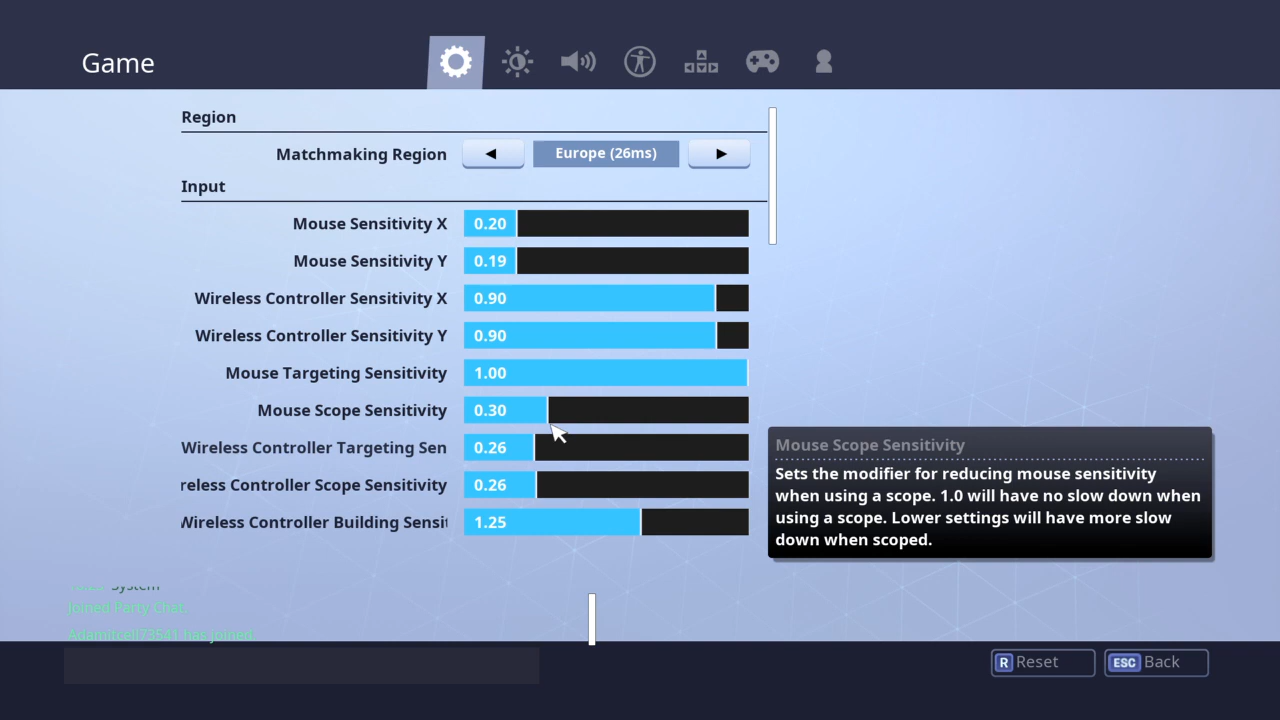 Game
Region
Matchmaking Region
Europe (26ms)
Input
Mouse Sensitivity X 0.20
Mouse Sensitivity Y 0.19
Wireless Controller Sensitivity X 0.90
Wireless Controller Sensitivity Y 0.90
Mouse Targeting Sensitivity 1.00
Mouse Scope Sensitivity 0.30
Wireless Controller Targeting Sen 0.26
reless Controller Scope Sensitivity 0.26
Wireless Controller Building Sensit 1.25
Mouse Scope Sensitivity
Sets the modifier for reducing mouse sensitivity
when using a scope. 1.0 will have no slow down when
using a scope. Lower settings will have more slow
down when scoped.
System
Joined Party Chat.
has joined.
R Reset
ESC Back